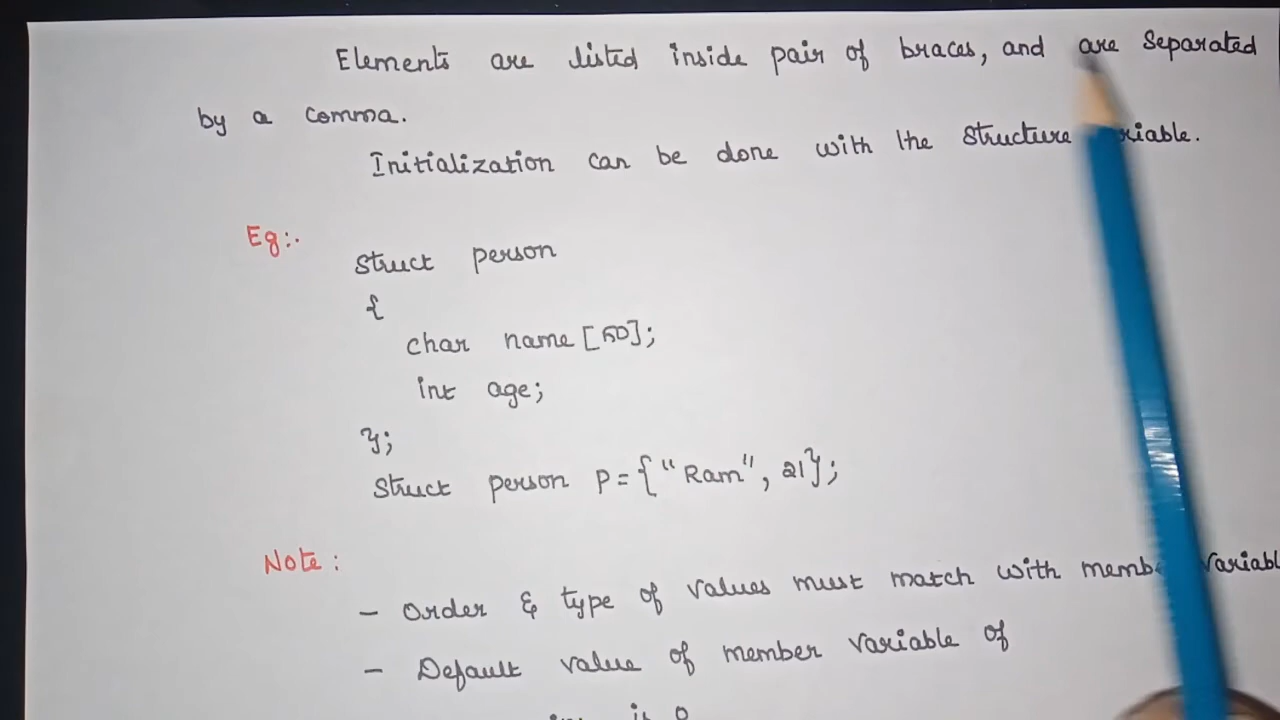 Elements are listed inside pair of braces, and are separated
by a comma.
Initialization can be done with the structure
Eg:.
struct person
{
char name [50];
int age;
};
struct person p = { "Ram", 21 };
Note :
- Order & type of values must match with
- Default value of member variable of
is 0